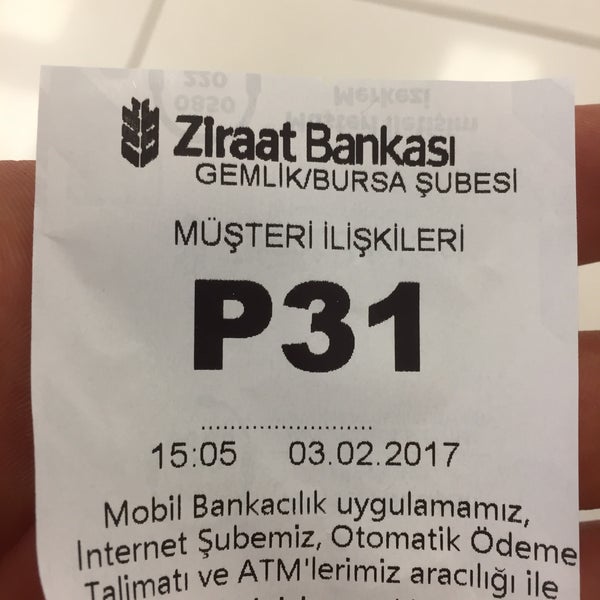 Ziraat Bankası
GEMLİK/BURSA ŞUBESİ
MÜŞTERİ İLİŞKİLERİ
P31
........................
15:05 03.02.2017
Mobil Bankacılık uygulamamız,
İnternet Şubemiz, Otomatik Ödeme
Talimatı ve ATM'lerimiz aracılığı ile